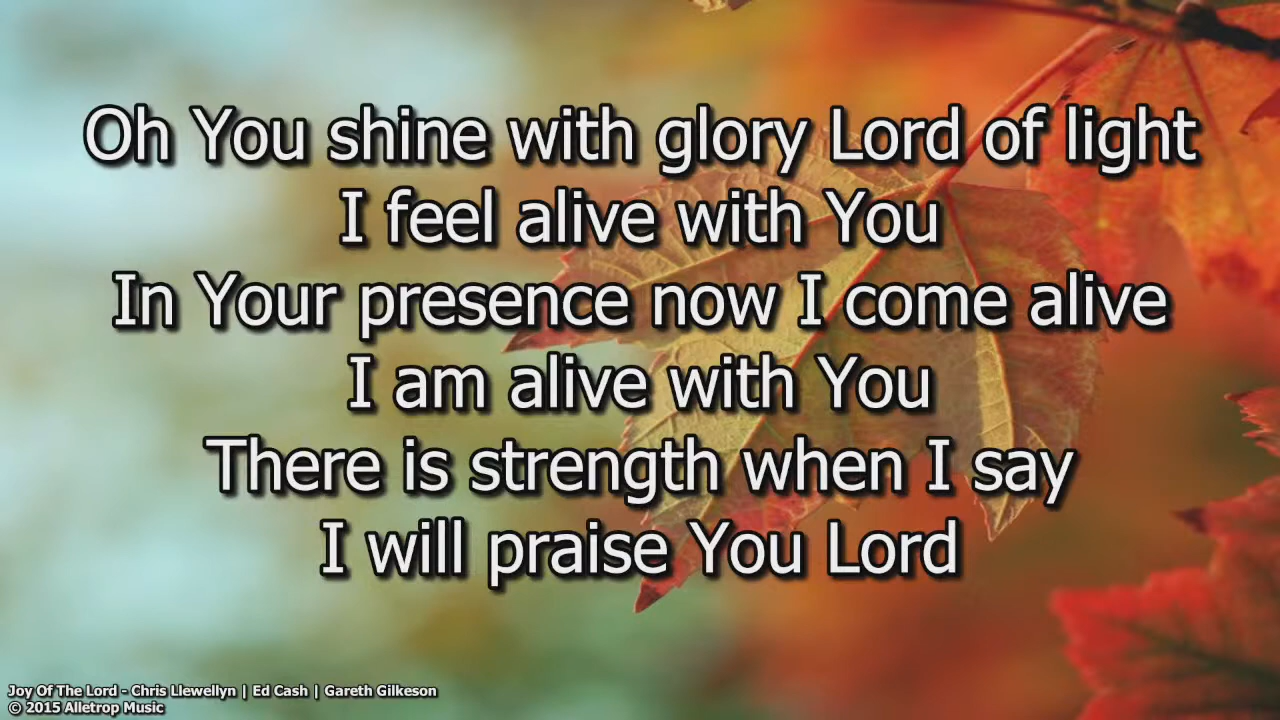 Oh You shine with glory Lord of light
I feel alive with You
In Your presence now I come alive
I am alive with You
There is strength when I say
I will praise You Lord
Joy Of The Lord - Chris Llewellyn | Ed Cash | Gareth Gilkeson
© 2015 Alletrop Music